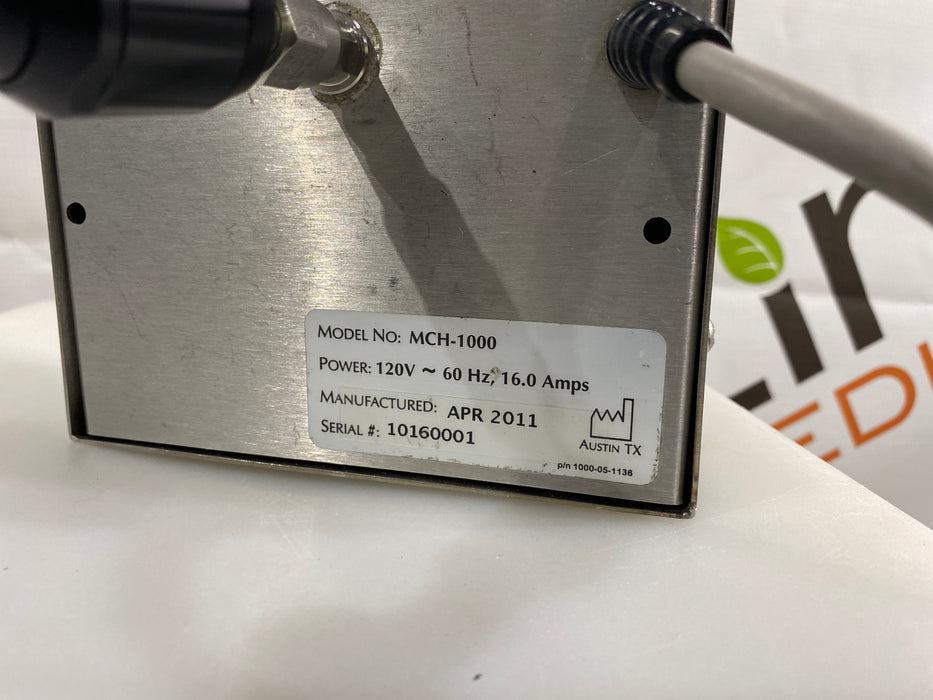 MODEL NO: MCH-1000
POWER: 120V ~ 60 Hz, 16.0 Amps
MANUFACTURED: APR 2011
SERIAL #: 10160001
AUSTIN TX
p/n 1000-05-1136